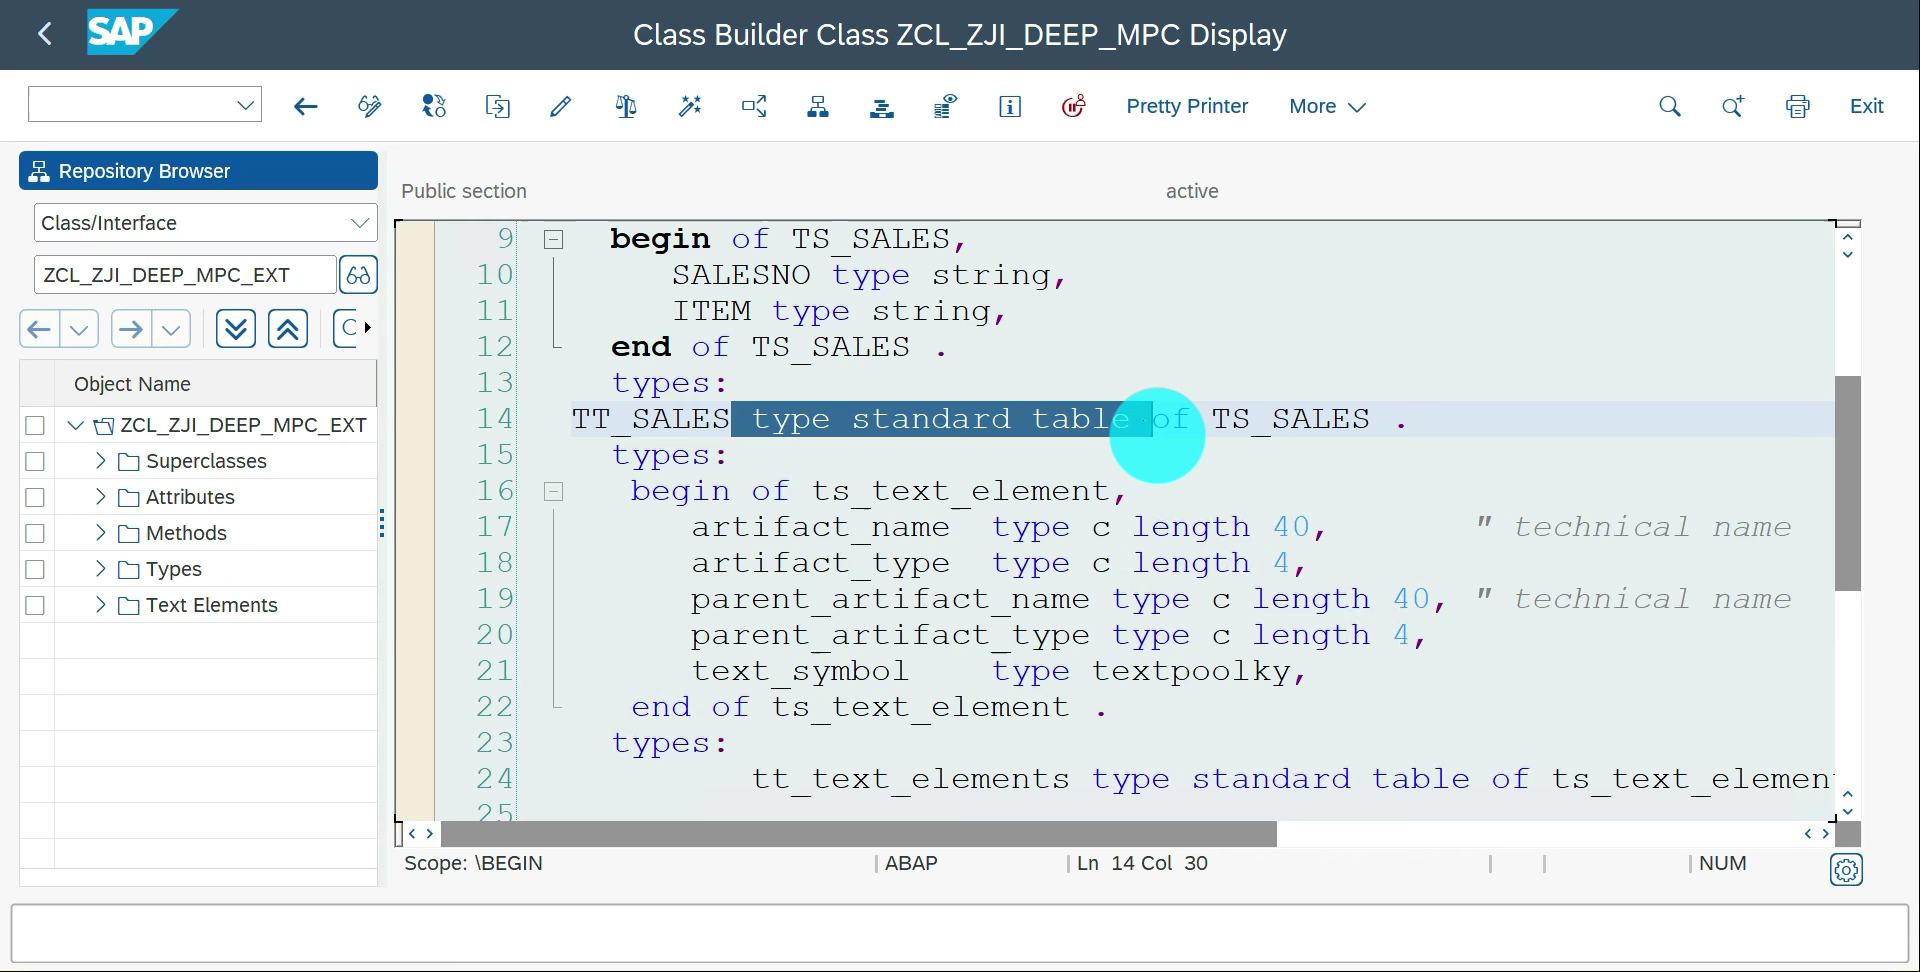 SAP
Class Builder Class ZCL_ZJI_DEEP_MPC Display
Pretty Printer
More
Exit
Repository Browser
Class/Interface
ZCL_ZJI_DEEP_MPC_EXT
Object Name
ZCL_ZJI_DEEP_MPC_EXT
Superclasses
Attributes
Methods
Types
Text Elements
Public section
active
9 begin of TS_SALES,
10 SALESNO type string,
11 ITEM type string,
12 end of TS_SALES .
13 types:
14 TT_SALES type standard table of TS_SALES .
15 types:
16 begin of ts_text_element,
17 artifact_name type c length 40, " technical name
18 artifact_type type c length 4,
19 parent_artifact_name type c length 40, " technical name
20 parent_artifact_type type c length 4,
21 text_symbol type textpoolky,
22 end of ts_text_element .
23 types:
24 tt_text_elements type standard table of ts_text_elemen
25
Scope: \BEGIN
ABAP
Ln 14 Col 30
NUM